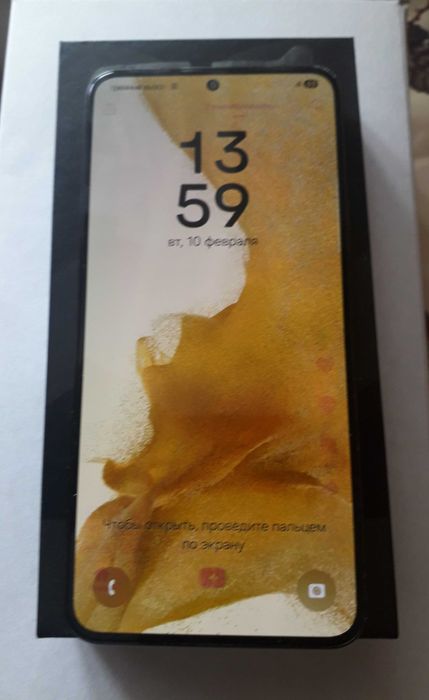 13
59
вт, 10 февраля
Чтобы открыть, проведите пальцем
по экрану